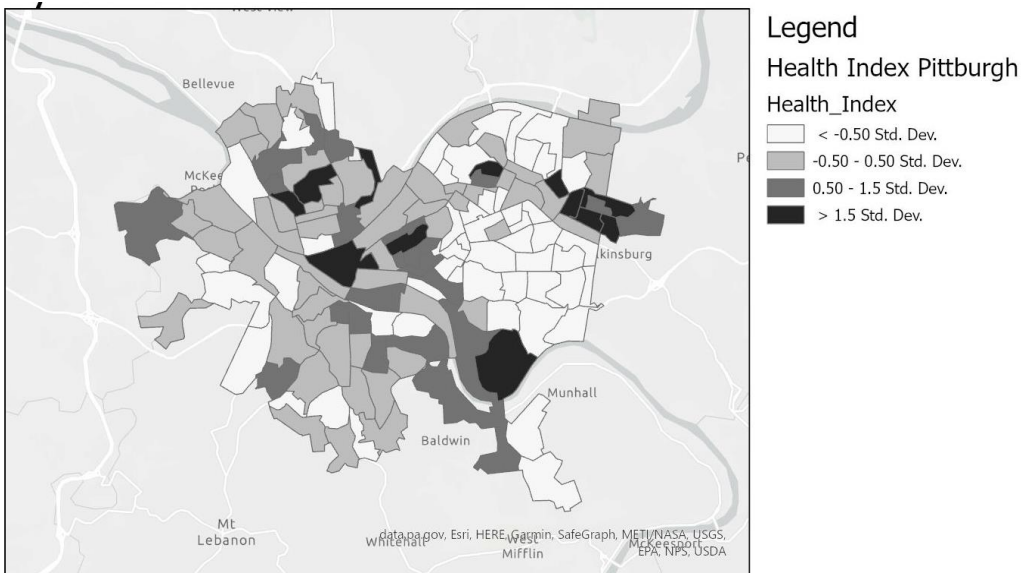 Legend
Health Index Pittburgh
Health_Index
< -0.50 Std. Dev.
-0.50 - 0.50 Std. Dev.
0.50 - 1.5 Std. Dev.
> 1.5 Std. Dev.
Bellevue
McKee
kinsburg
Munhall
Baldwin
Mt
Lebanon
Whitehall
West
Mifflin
McKeesport
data.pa.gov, Esri, HERE, Garmin, SafeGraph, METI/NASA, USGS,
EPA, NPS, USDA